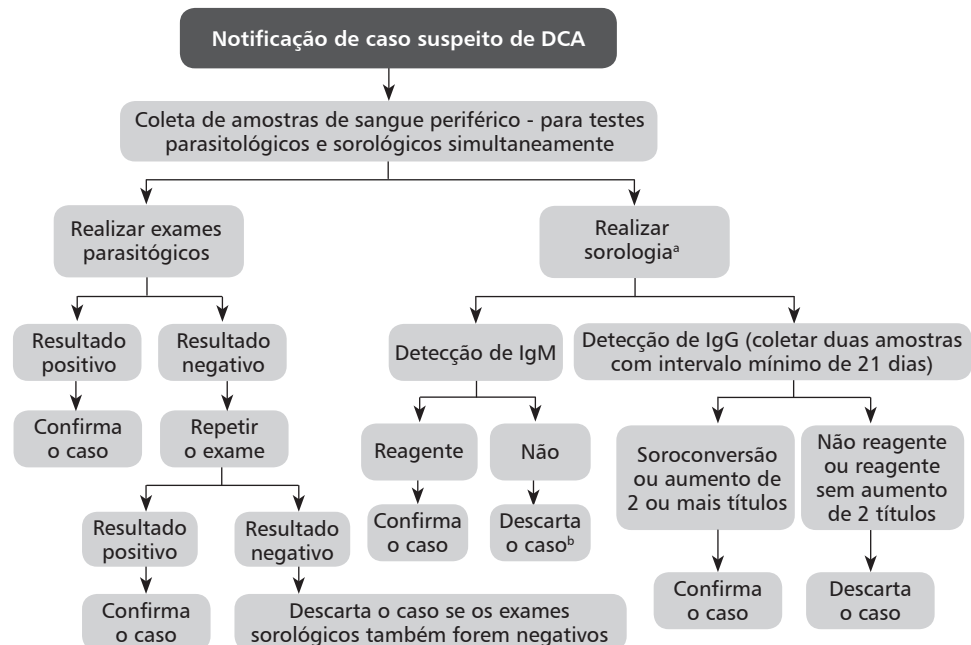 Notificação de caso suspeito de DCA
Coleta de amostras de sangue periférico - para testes
parasitológicos e sorológicos simultaneamente
Realizar exames
parasitógicos
Realizar
sorologiaᵃ
Resultado
positivo
Resultado
negativo
Detecção de IgM
Detecção de IgG (coletar duas amostras
com intervalo mínimo de 21 dias)
Confirma
o caso
Repetir
o exame
Reagente
Não
Soroconversão
ou aumento de
2 ou mais títulos
Não reagente
ou reagente
sem aumento
de 2 títulos
Resultado
positivo
Resultado
negativo
Confirma
o caso
Descarta
o casoᵇ
Confirma
o caso
Descarta o caso se os exames
sorológicos também forem negativos
Confirma
o caso
Descarta
o caso